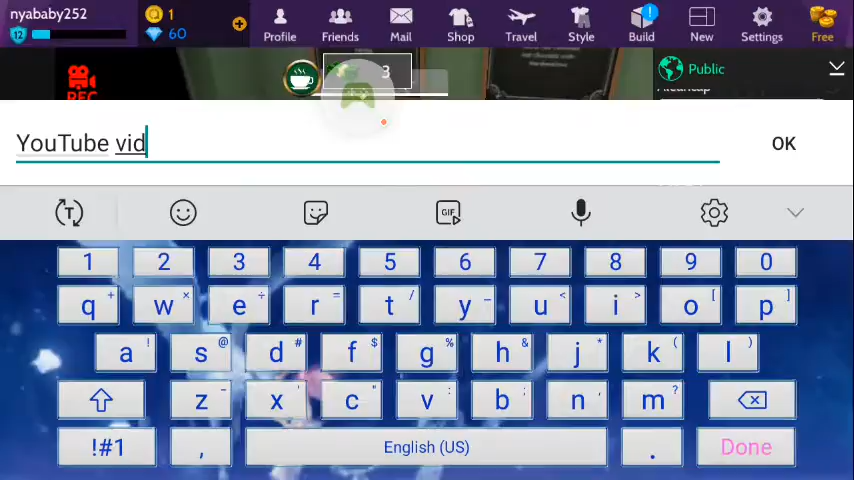 nyababy252
12
1
60
Profile
Friends
Mail
Shop
Travel
Style
!
Build
New
Settings
Free
REC
3
Public
YouTube vid
OK
T
GIF
1 2 3 4 5 6 7 8 9 0
q + w × e ÷ r = t / y _ u < i > o [ p ]
a ! s @ d # f $ g % h & j * k ( l )
z - x ' c " v : b ; n , m ?
!#1 , English (US) . Done